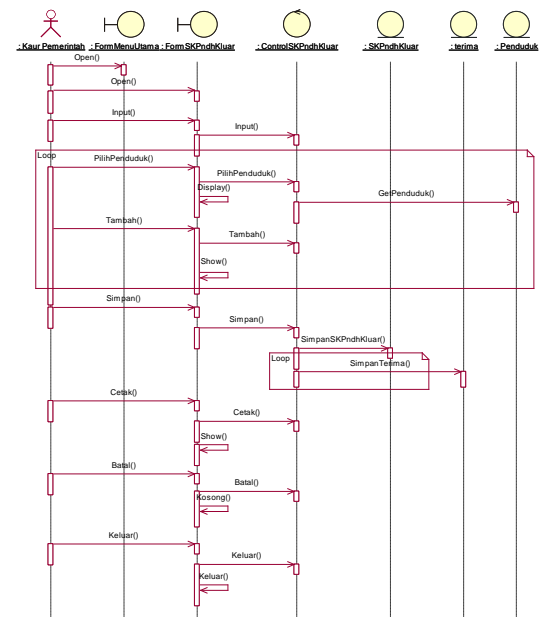 : Kaur Pemerintah : FormMenuUtama : FormSKPndhKluar : ControlSKPndhKluar : SKPndhKluar : terima : Penduduk
Open()
Open()
Input()
Input()
Loop
PilihPenduduk()
PilihPenduduk()
Display()
GetPenduduk()
Tambah()
Tambah()
Show()
Simpan()
Simpan()
SimpanSKPndhKluar()
Loop
SimpanTerima()
Cetak()
Cetak()
Show()
Batal()
Batal()
Kosong()
Keluar()
Keluar()
Keluar()